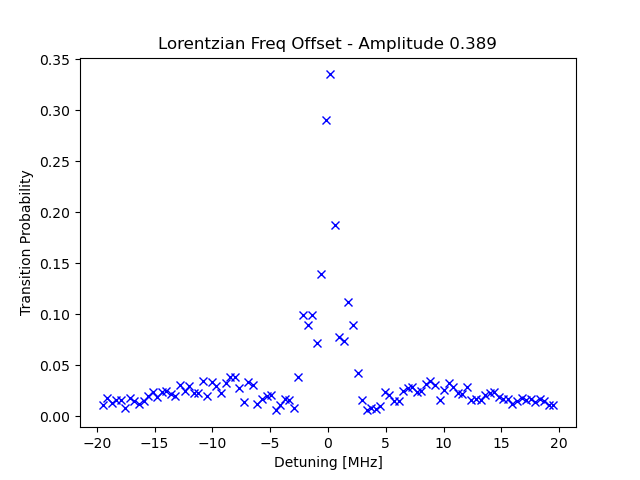 Lorentzian Freq Offset - Amplitude 0.389
0.35
0.30
0.25
0.20
0.15
0.10
0.05
0.00
Transition Probability
−20 −15 −10 −5 0 5 10 15 20
Detuning [MHz]